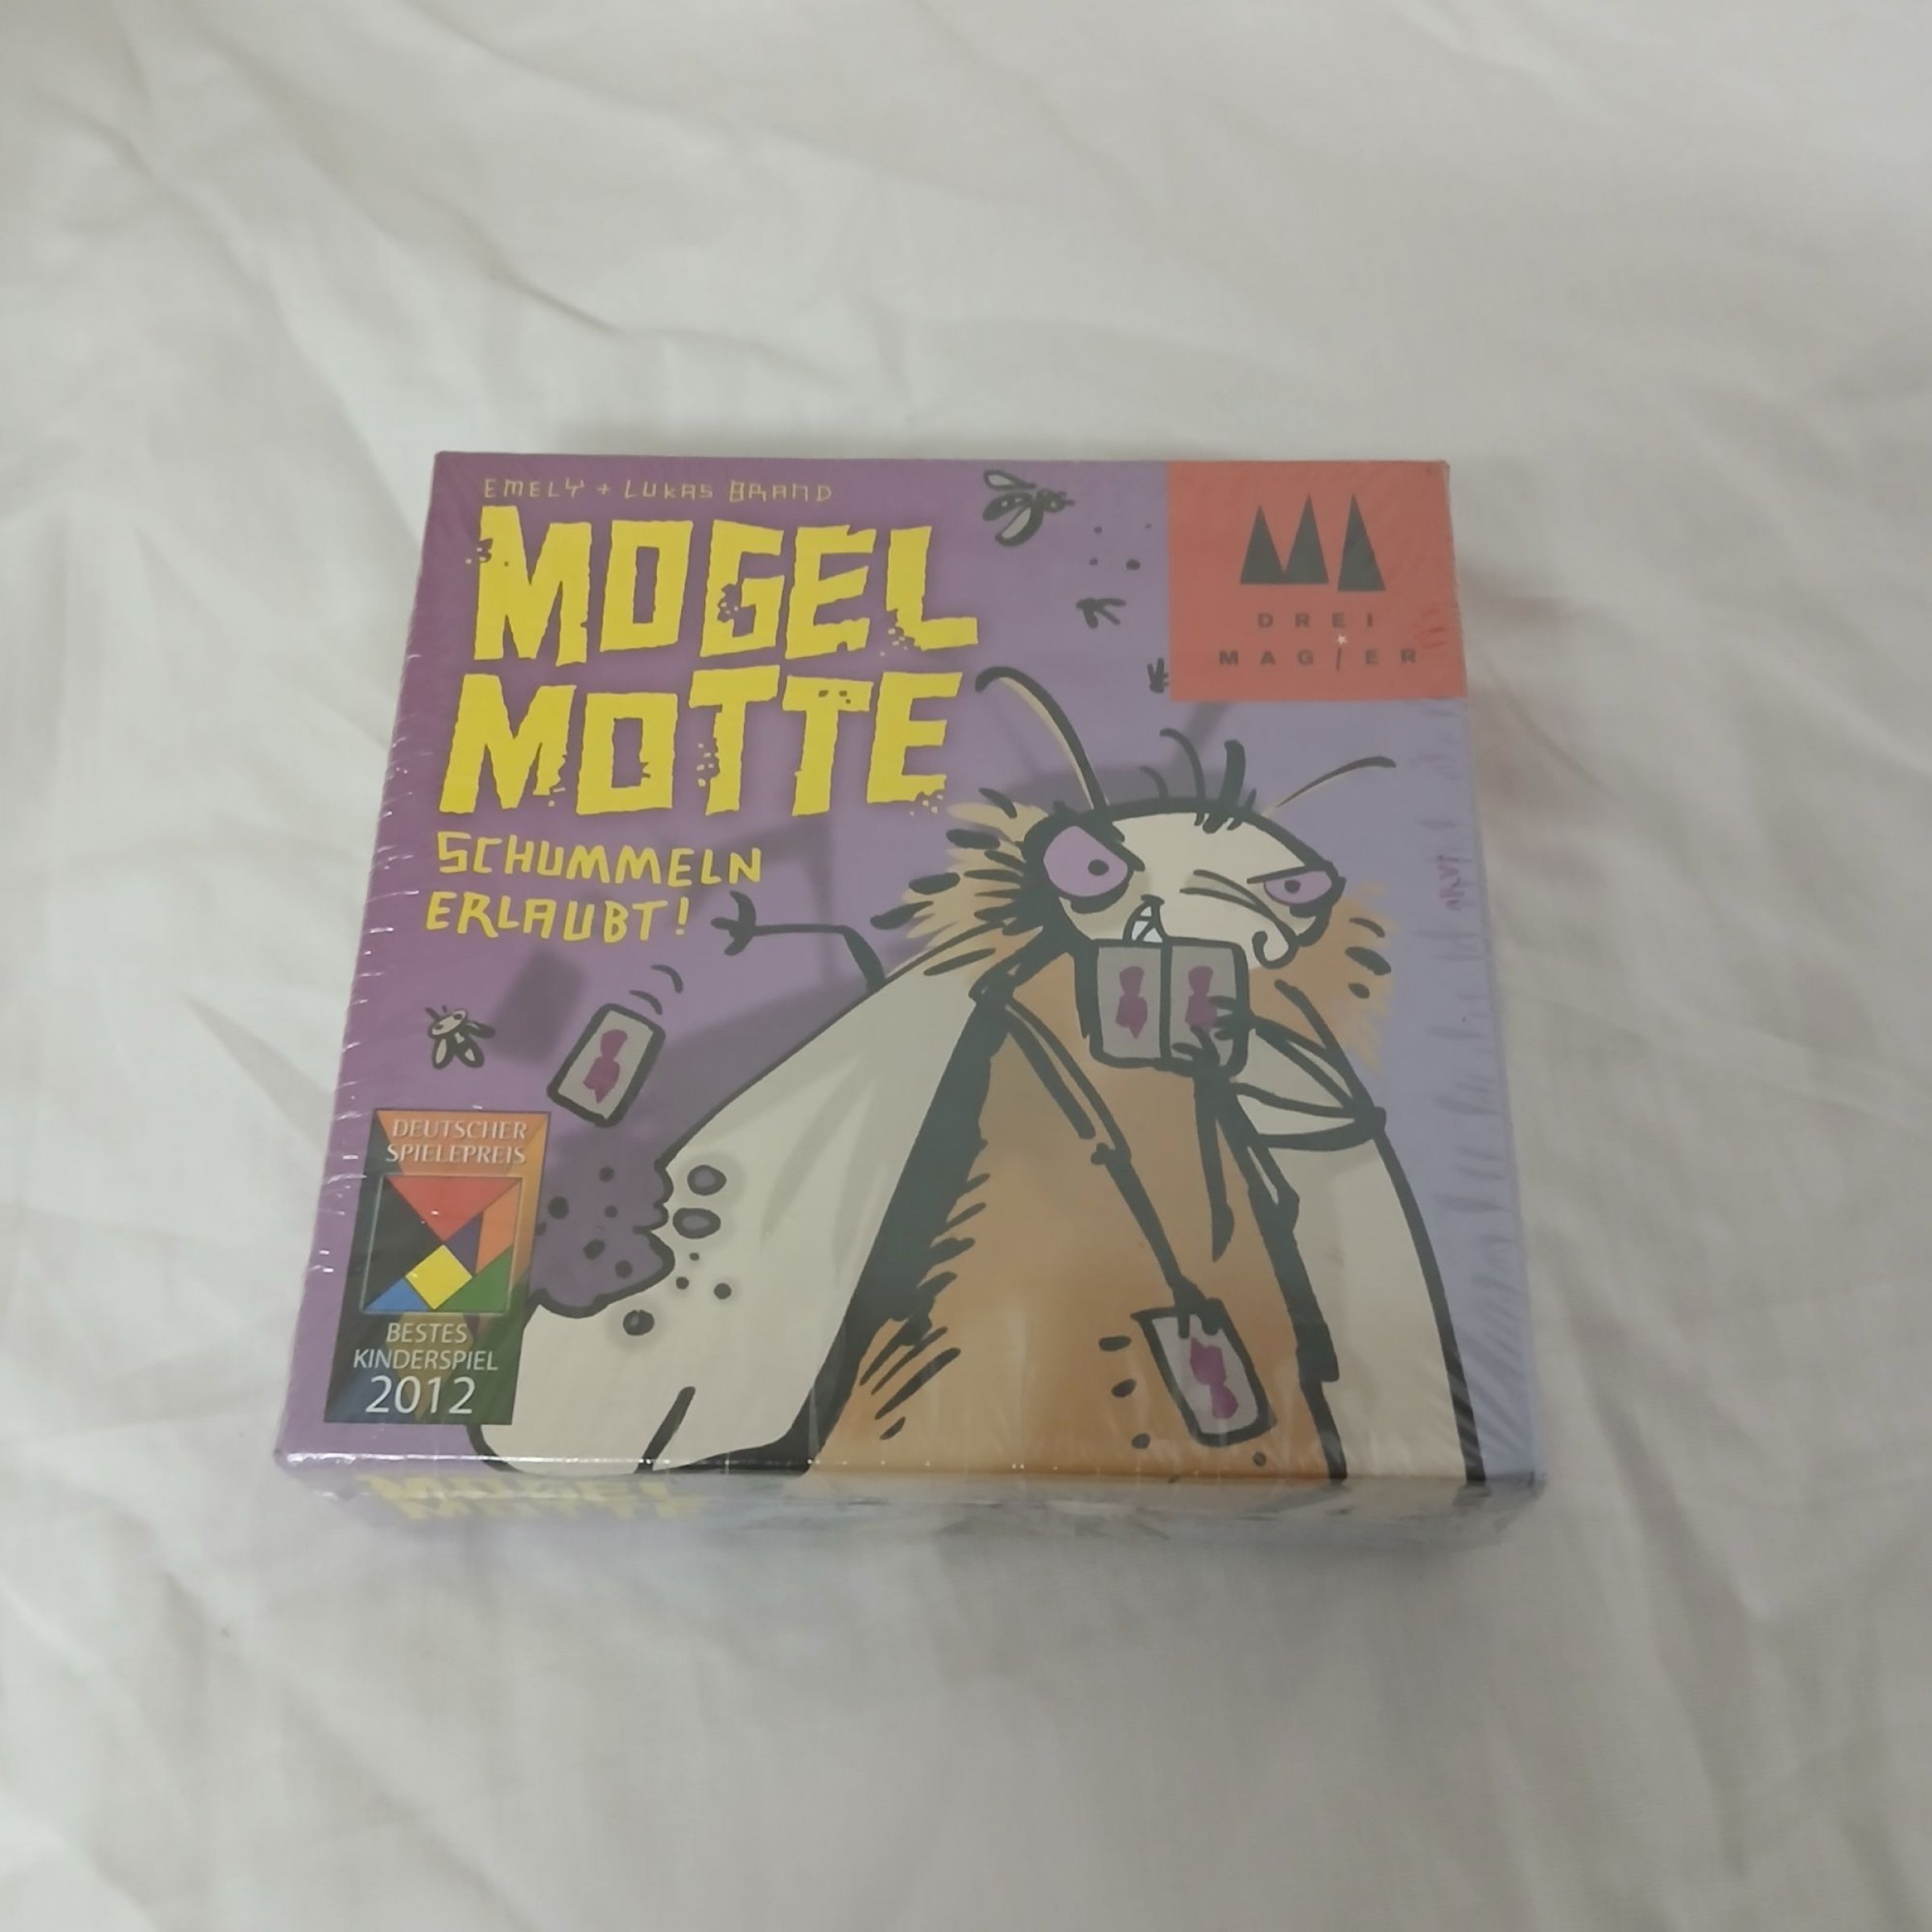 EMELY + LUKAS BRAND
MOGEL
MOTTE
SCHUMMELN
ERLAUBT!
DREI
MAGIER
DEUTSCHER
SPIELEPREIS
BESTES
KINDERSPIEL
2012